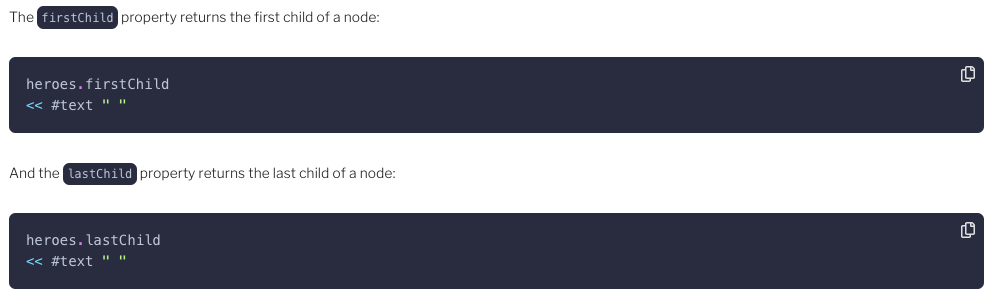 The firstChild property returns the first child of a node:
heroes.firstChild
<< #text " "
And the lastChild property returns the last child of a node:
heroes.lastChild
<< #text " "